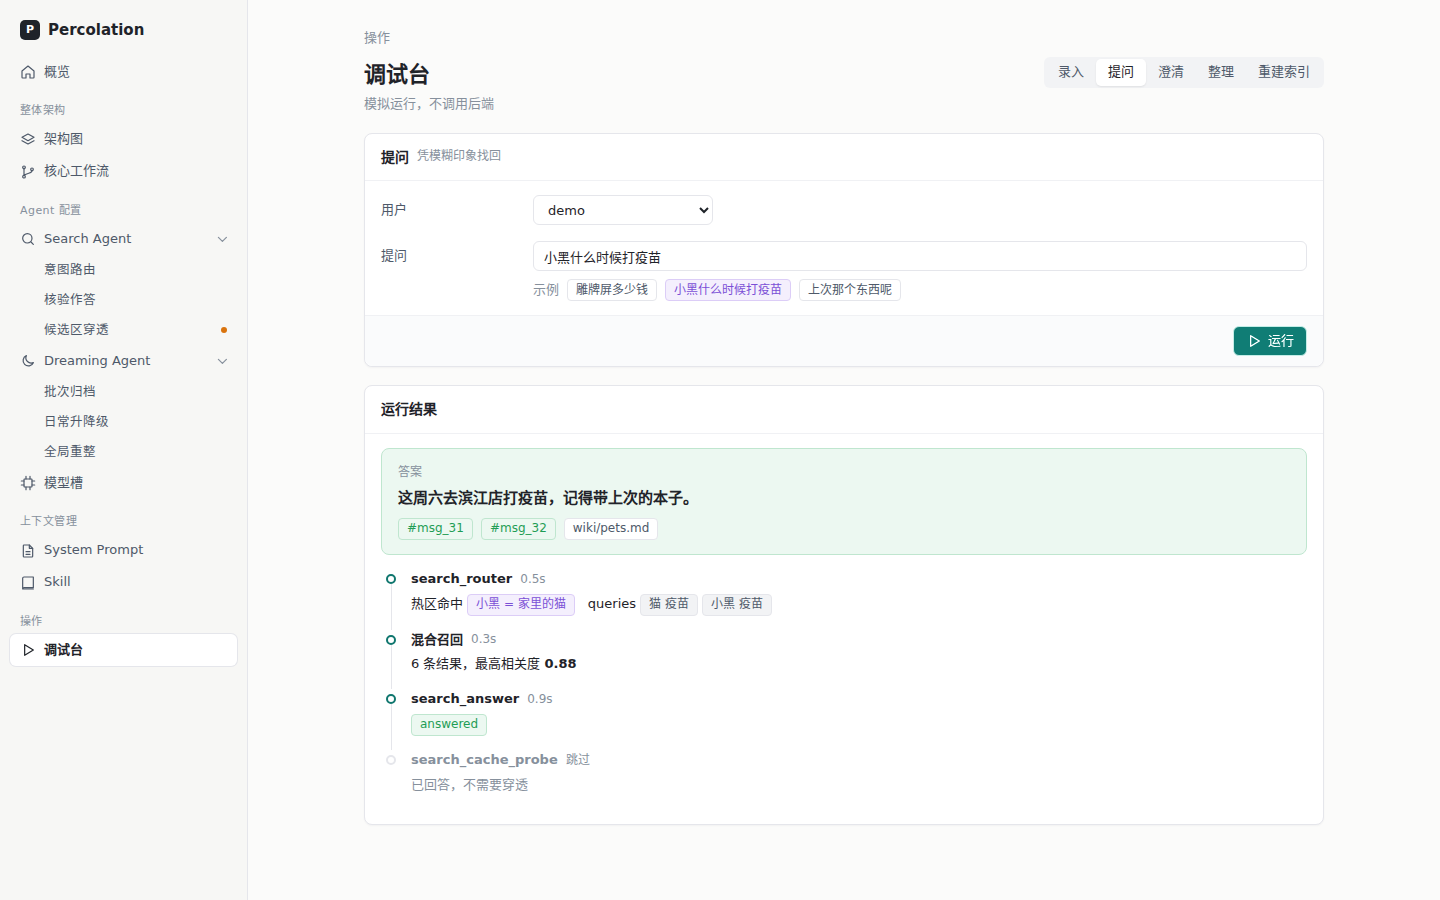 P Percolation
概览
整体架构
架构图
核心工作流
Agent 配置
Search Agent
意图路由
核验作答
候选区穿透
Dreaming Agent
批次归档
日常升降级
全局重整
模型槽
上下文管理
System Prompt
Skill
操作
调试台
操作
调试台
模拟运行，不调用后端
录入 提问 澄清 整理 重建索引
提问 凭模糊印象找回
用户 demo
提问 小黑什么时候打疫苗
示例 雕牌屏多少钱 小黑什么时候打疫苗 上次那个东西呢
运行
运行结果
答案
这周六去滨江店打疫苗，记得带上次的本子。
#msg_31 #msg_32 wiki/pets.md
search_router 0.5s
热区命中 小黑 = 家里的猫 queries 猫 疫苗 小黑 疫苗
混合召回 0.3s
6 条结果，最高相关度 0.88
search_answer 0.9s
answered
search_cache_probe 跳过
已回答，不需要穿透